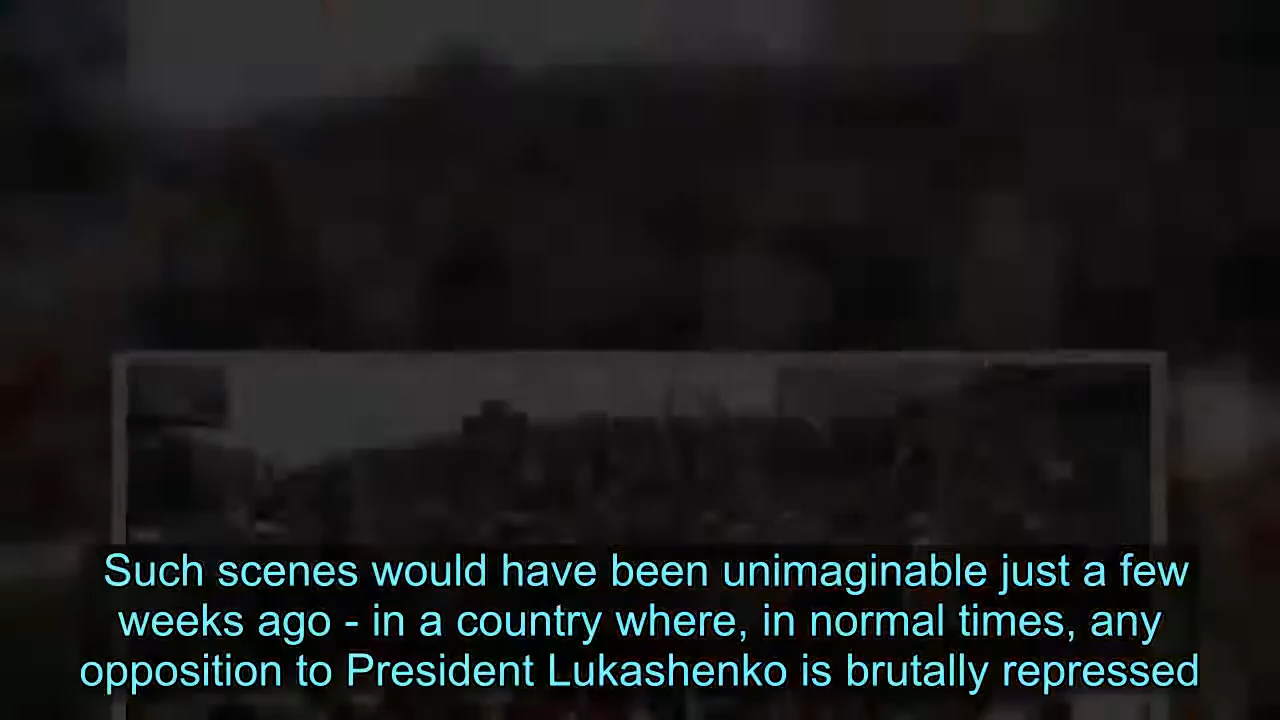 Such scenes would have been unimaginable just a few
weeks ago - in a country where, in normal times, any
opposition to President Lukashenko is brutally repressed